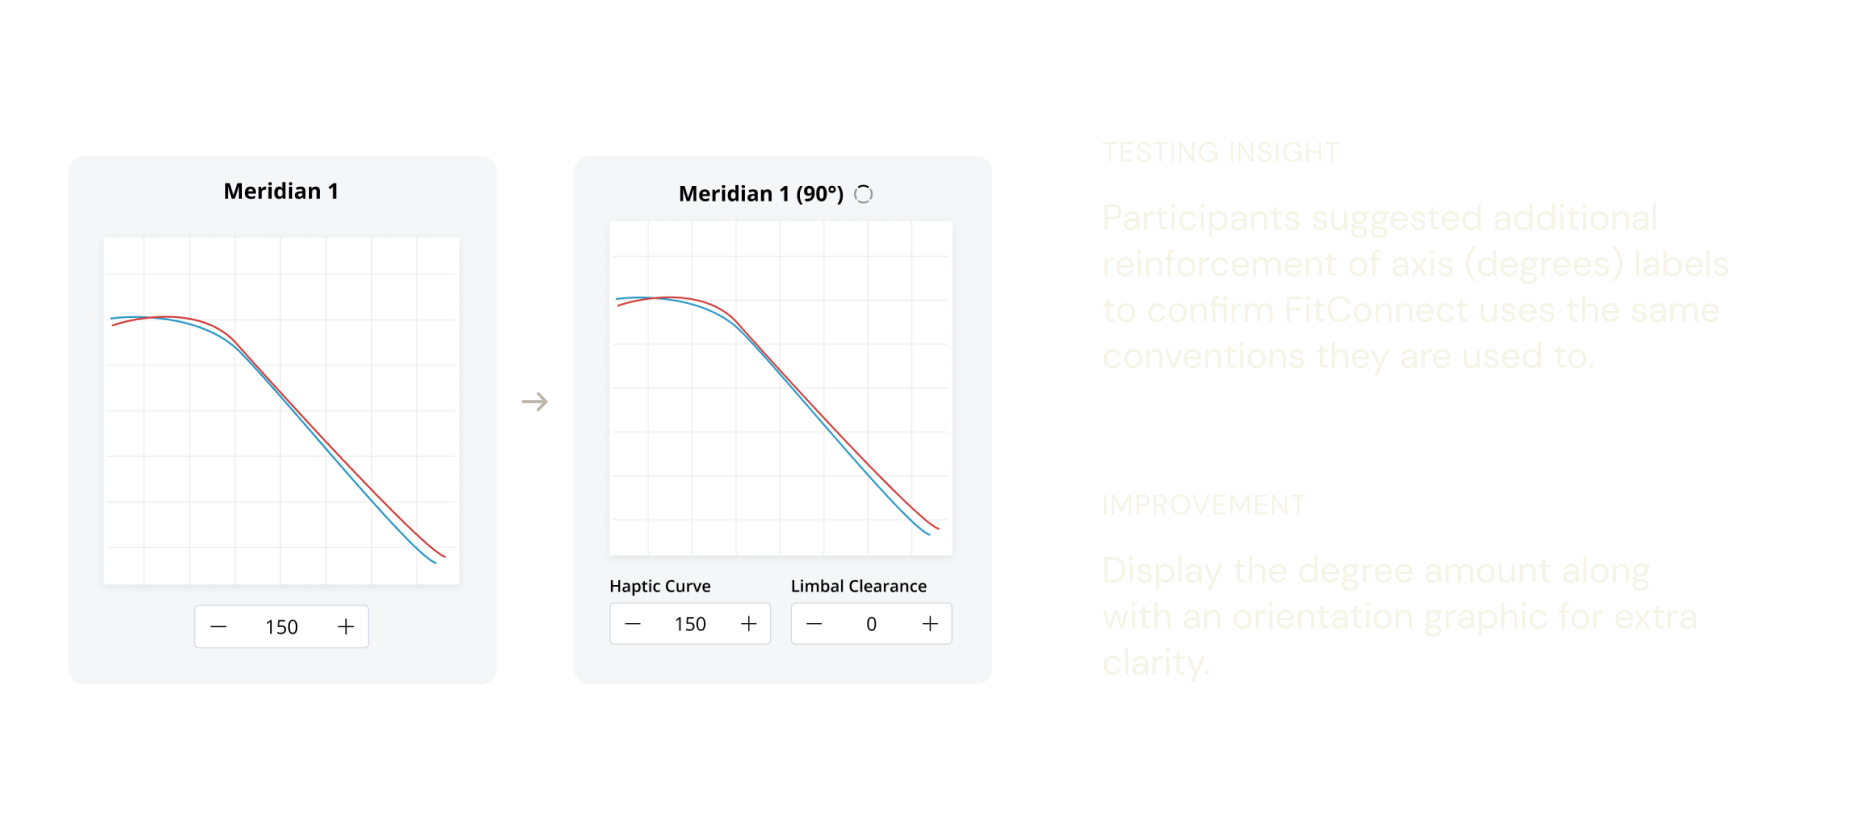 Meridian 1
− 150 +
Meridian 1 (90°)
Haptic Curve
− 150 +
Limbal Clearance
− 0 +
TESTING INSIGHT
Participants suggested additional
reinforcement of axis (degrees) labels
to confirm FitConnect uses the same
conventions they are used to.
IMPROVEMENT
Display the degree amount along
with an orientation graphic for extra
clarity.